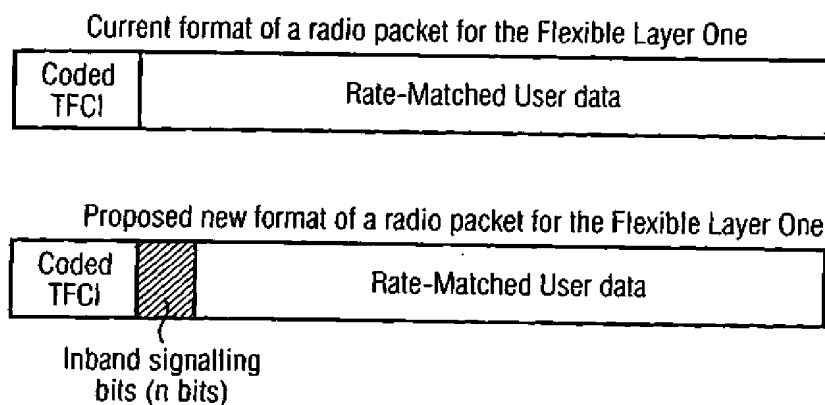 Current format of a radio packet for the Flexible Layer One
Coded
TFCI
Rate-Matched User data
Proposed new format of a radio packet for the Flexible Layer One
Coded
TFCI
Rate-Matched User data
Inband signalling
bits (n bits)